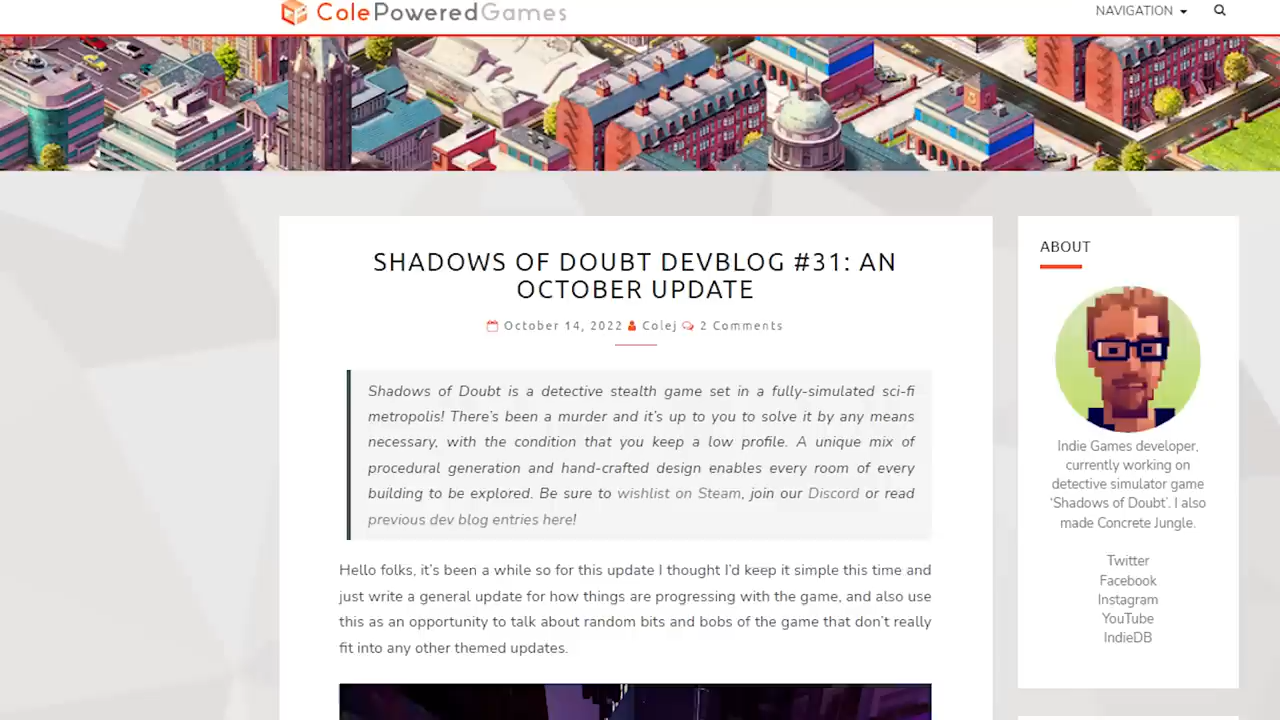 ColePoweredGames
NAVIGATION
SHADOWS OF DOUBT DEVBLOG #31: AN
OCTOBER UPDATE
October 14, 2022 Colej 2 Comments
Shadows of Doubt is a detective stealth game set in a fully-simulated sci-fi
metropolis! There’s been a murder and it’s up to you to solve it by any means
necessary, with the condition that you keep a low profile. A unique mix of
procedural generation and hand-crafted design enables every room of every
building to be explored. Be sure to wishlist on Steam, join our Discord or read
previous dev blog entries here!
Hello folks, it’s been a while so for this update I thought I’d keep it simple this time and
just write a general update for how things are progressing with the game, and also use
this as an opportunity to talk about random bits and bobs of the game that don’t really
fit into any other themed updates.
ABOUT
Indie Games developer,
currently working on
detective simulator game
‘Shadows of Doubt’. I also
made Concrete Jungle.
Twitter
Facebook
Instagram
YouTube
IndieDB